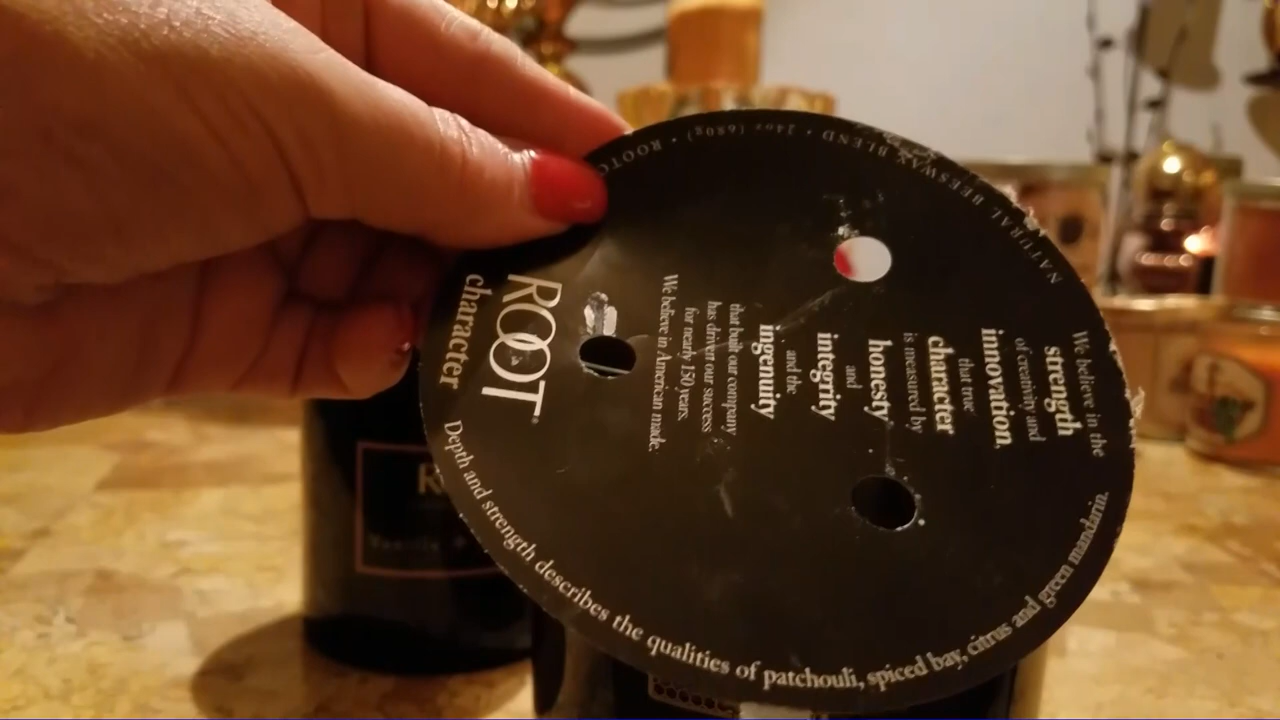 ROOT
character
We believe in the
strength
of creativity and
innovation,
that true
character
is measured by
honesty
and
integrity
and the
ingenuity
that built our company
has driven our success
for nearly 150 years.
We believe in American made.
Depth and strength describes the qualities of patchouli, spiced bay, citrus and green mandarin.
NATURAL BEESWAX BLEND • 24oz (680g) • ROOTC